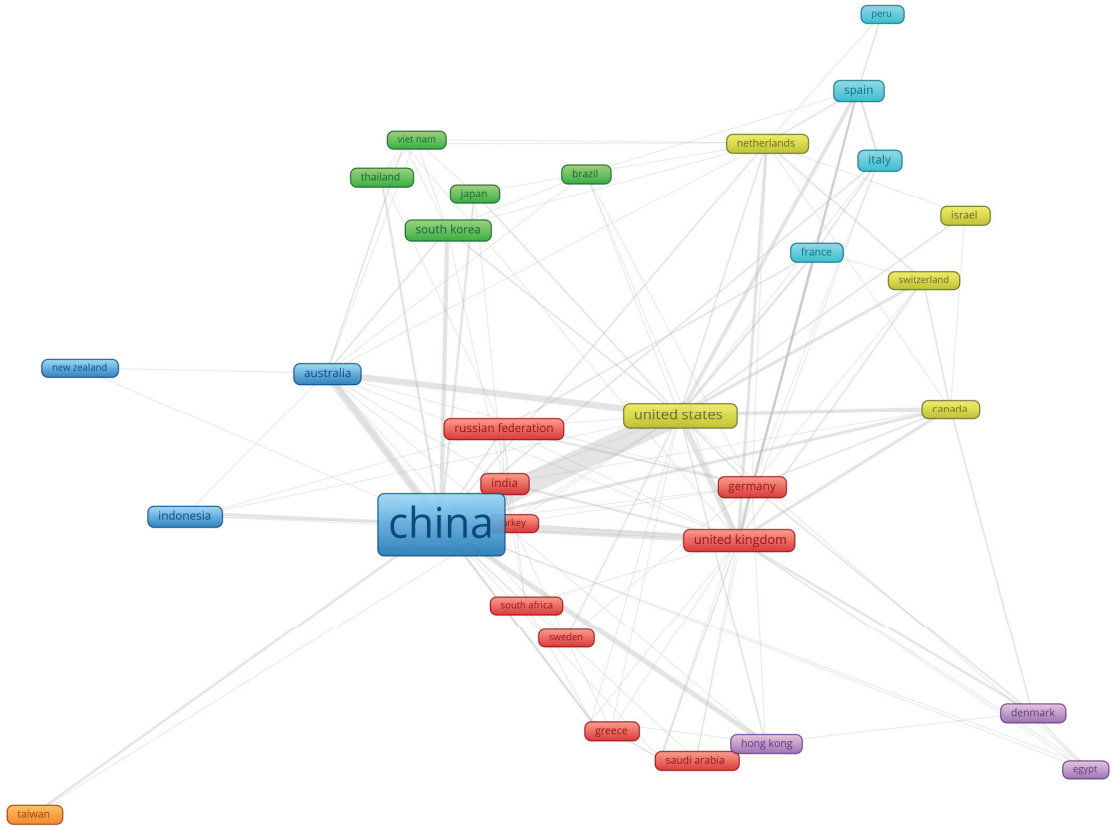 peru
spain
viet nam
netherlands
italy
thailand
brazil
japan
israel
south korea
france
switzerland
new zealand
australia
canada
united states
russian federation
india
germany
indonesia
china
united kingdom
south africa
sweden
denmark
greece
hong kong
saudi arabia
egypt
taiwan